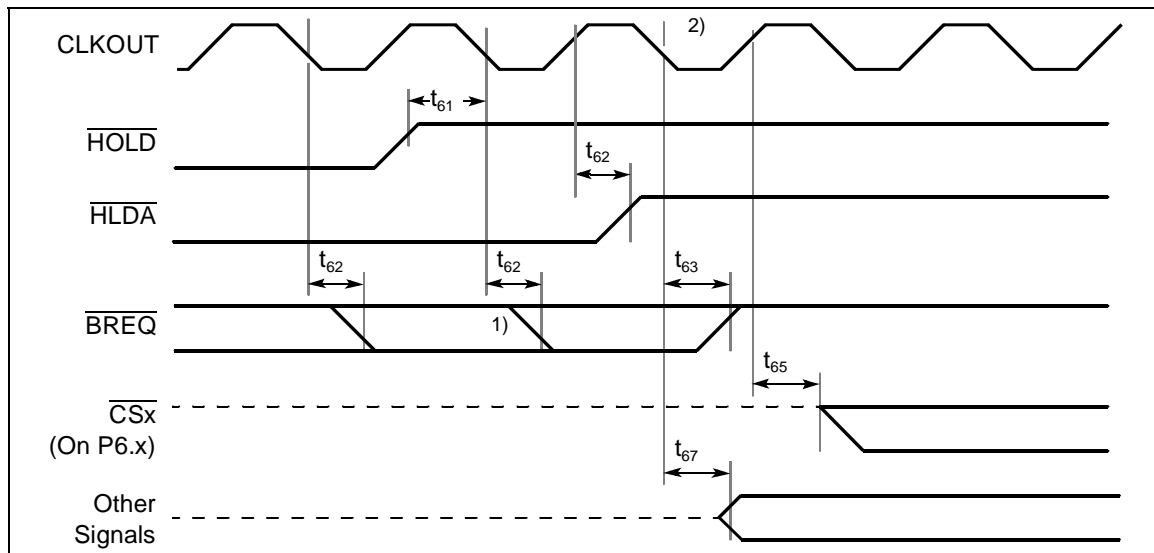 CLKOUT
2)
t61
HOLD
t62
HLDA
t62
t62
t63
BREQ
1)
t65
CSx
(On P6.x)
t67
Other
Signals